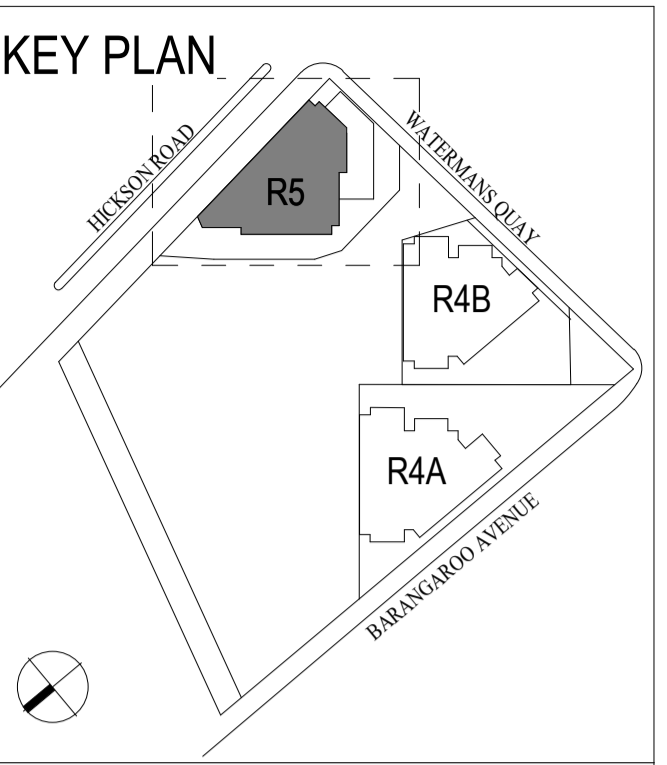 KEY PLAN
HICKSON ROAD
WATERMANS QUAY
R5
R4B
R4A
BARANGAROO AVENUE